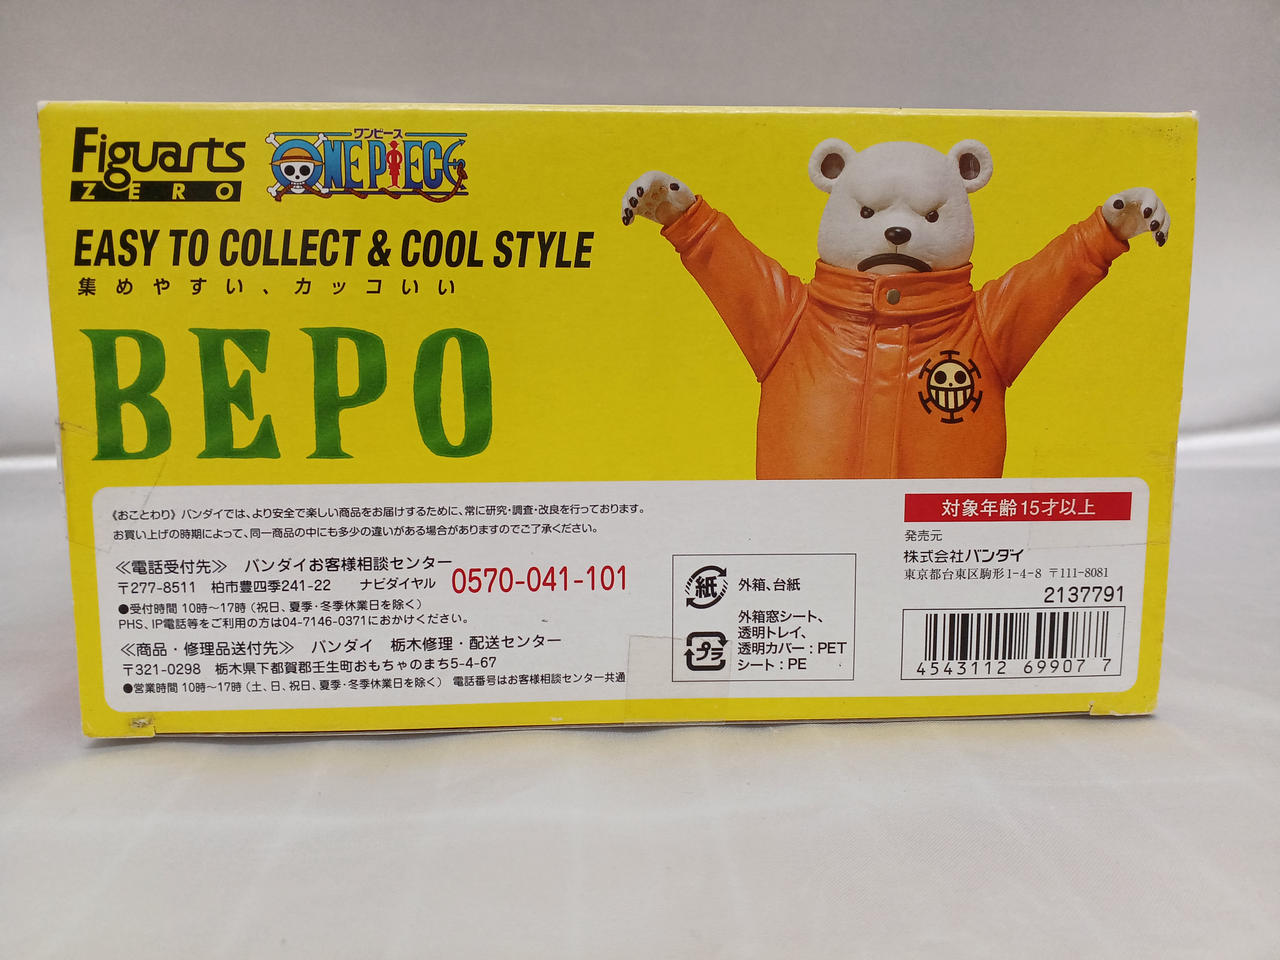 Figuarts
ZERO
ワンピース
ONE PIECE
EASY TO COLLECT & COOL STYLE
集めやすい、カッコいい
BEPO
《おことわり》バンダイでは、より安全で楽しい商品をお届けするために、常に研究・調査・改良を行っております。
お買い上げの時期によって、同一商品の中にも多少の違いがある場合がありますのでご了承ください。
≪電話受付先≫ バンダイお客様相談センター
〒277-8511 柏市豊四季241-22 ナビダイヤル 0570-041-101
●受付時間 10時〜17時(祝日、夏季・冬季休業日を除く)
PHS、IP電話等をご利用の方は04-7146-0371におかけください。
≪商品・修理品送付先≫ バンダイ 栃木修理・配送センター
〒321-0298 栃木県下都賀郡壬生町おもちゃのまち5-4-67
●営業時間 10時〜17時(土、日、祝日、夏季・冬季休業日を除く) 電話番号はお客様相談センター共通
紙 外箱、台紙
プラ 外箱窓シート、
透明トレイ、
透明カバー:PET
シート:PE
対象年齢15才以上
発売元
株式会社バンダイ
東京都台東区駒形1-4-8 〒111-8081
2137791
4543112 69907 7